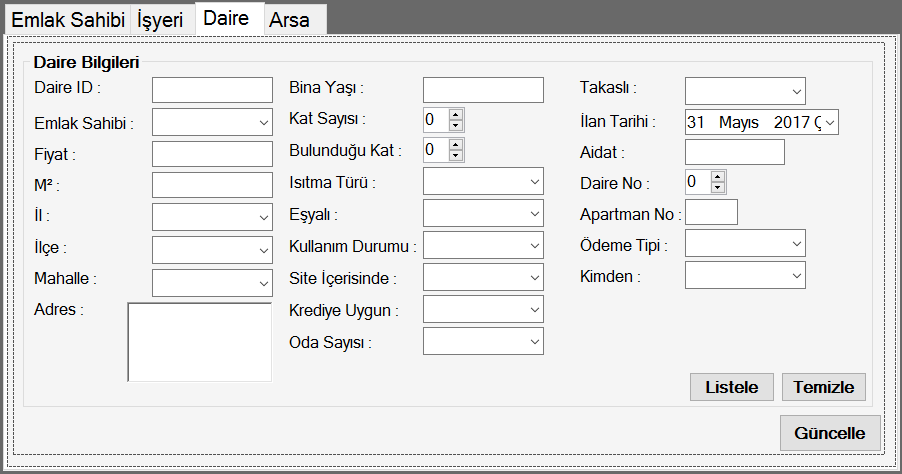 Emlak Sahibi İşyeri Daire Arsa
Daire Bilgileri
Daire ID :
Emlak Sahibi :
Fiyat :
M² :
İl :
İlçe :
Mahalle :
Adres :
Bina Yaşı :
Kat Sayısı :
0
Bulunduğu Kat :
0
Isıtma Türü :
Eşyalı :
Kullanım Durumu :
Site İçerisinde :
Krediye Uygun :
Oda Sayısı :
Takaslı :
İlan Tarihi :
31 Mayıs 2017 Ç
Aidat :
Daire No :
0
Apartman No :
Ödeme Tipi :
Kimden :
Listele Temizle
Güncelle